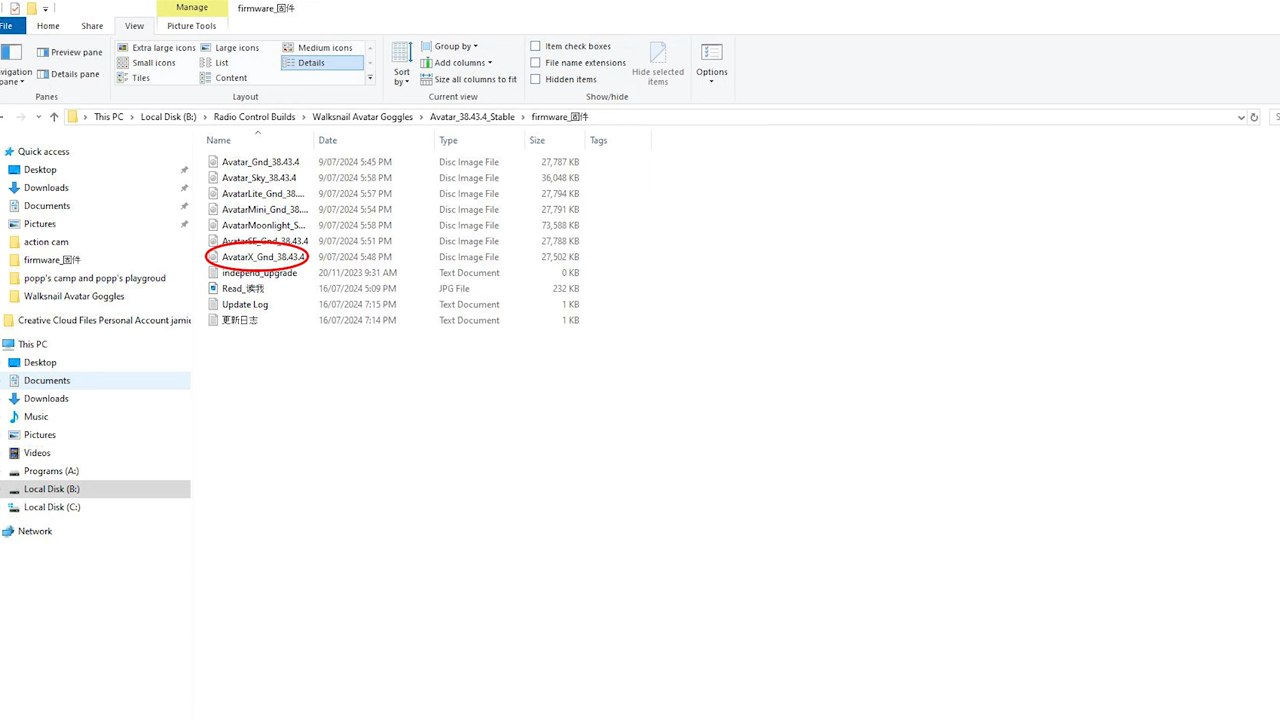 Manage
firmware_固件
File
Home
Share
View
Picture Tools
Preview pane
Details pane
pane
Panes
Extra large icons
Large icons
Medium icons
Small icons
List
Details
Tiles
Content
Layout
Sort by
Group by
Add columns
Size all columns to fit
Current view
Item check boxes
File name extensions
Hidden items
Hide selected items
Show/hide
Options
This PC > Local Disk (B:) > Radio Control Builds > Walksnail Avatar Goggles > Avatar_38.43.4_Stable > firmware_固件
Name Date Type Size Tags
Avatar_Gnd_38.43.4 9/07/2024 5:45 PM Disc Image File 27,787 KB
Avatar_Sky_38.43.4 9/07/2024 5:58 PM Disc Image File 36,048 KB
AvatarLite_Gnd_38.... 9/07/2024 5:57 PM Disc Image File 27,794 KB
AvatarMini_Gnd_38.... 9/07/2024 5:54 PM Disc Image File 27,791 KB
AvatarMoonlight_S... 9/07/2024 5:58 PM Disc Image File 73,588 KB
AvatarSE_Gnd_38.43.4 9/07/2024 5:51 PM Disc Image File 27,788 KB
AvatarX_Gnd_38.43.4 9/07/2024 5:48 PM Disc Image File 27,502 KB
independ_upgrade 20/11/2023 9:31 AM Text Document 0 KB
Read_读我 16/07/2024 5:09 PM JPG File 232 KB
Update Log 16/07/2024 7:15 PM Text Document 1 KB
更新日志 16/07/2024 7:14 PM Text Document 1 KB
Quick access
Desktop
Downloads
Documents
Pictures
action cam
firmware_固件
popp's camp and popp's playgroud
Walksnail Avatar Goggles
Creative Cloud Files Personal Account jamie
This PC
Desktop
Documents
Downloads
Music
Pictures
Videos
Programs (A:)
Local Disk (B:)
Local Disk (C:)
Network